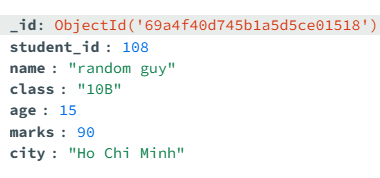 _id: ObjectId('69a4f40d745b1a5d5ce01518')
student_id : 108
name : "random guy"
class : "10B"
age : 15
marks : 90
city : "Ho Chi Minh"